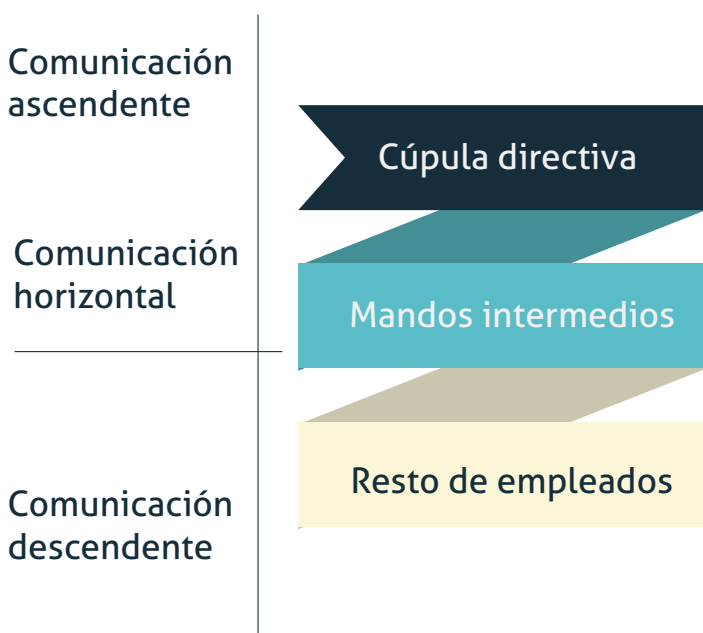 Comunicación
ascendente
Cúpula directiva
Comunicación
horizontal
Mandos intermedios
Resto de empleados
Comunicación
descendente